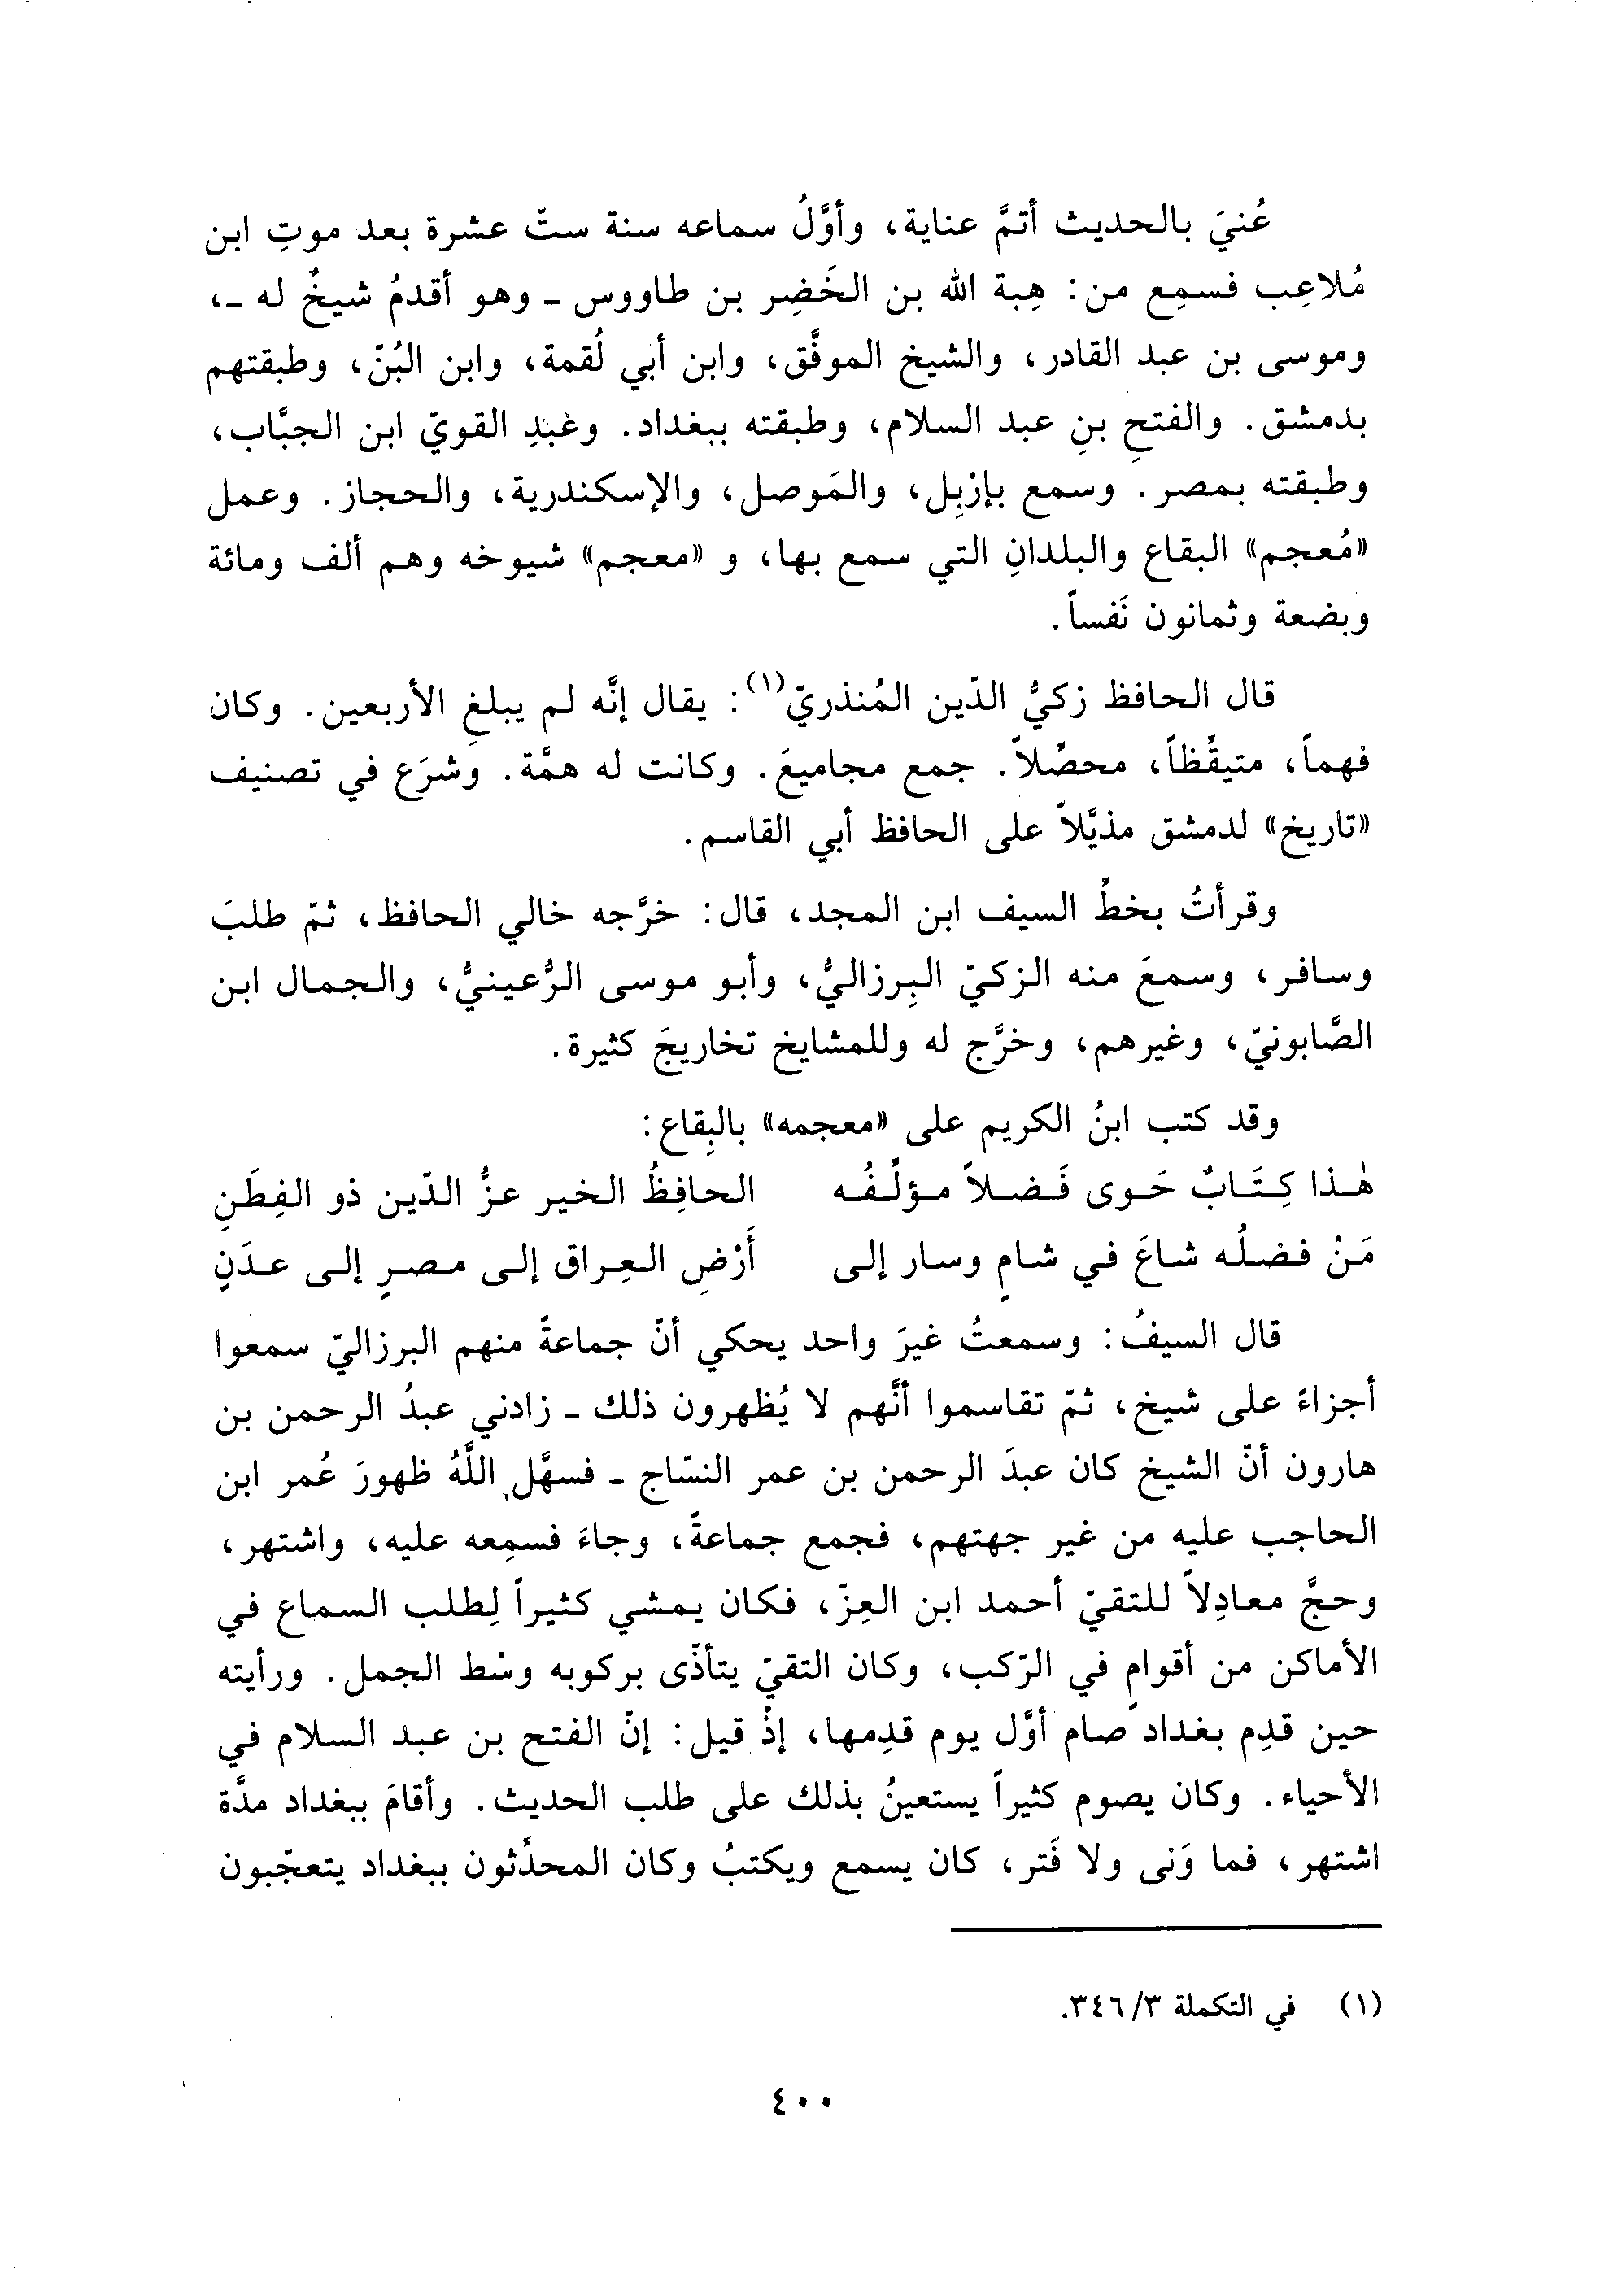 عُنيَ بالحديث أتمَّ عناية، وأوَّلُ سماعه سنة ستّ عشرة بعد موتِ ابن
مُلاعِب فسمِع من: هِبة الله بن الخَضِر بن طاووس ـ وهو أقدمُ شيخٌ له ـ،
وموسى بن عبد القادر، والشيخ الموفَّق، وابن أبي لُقمة، وابن البُنّ، وطبقتهم
بدمشق. والفتحِ بنِ عبد السلام، وطبقته ببغداد. وعَبْدِ القويّ ابن الجبَّاب،
وطبقته بمصر. وسمع بإزبِل، والمَوصل، والإسكندرية، والحجاز. وعمل
«مُعجم» البقاع والبلدانِ التي سمع بها، و «معجم» شيوخه وهم ألف ومائة
وبضعة وثمانون نَفساً.
قال الحافظ زكيُّ الدّين المُنذريّ(١): يقال إنَّه لم يبلغِ الأربعين. وكان
فهماً، متيقِّظاً، محصِّلاً. جمع مجاميعَ. وكانت له همَّة. وشرَع في تصنيف
«تاريخ» لدمشق مذيَّلاً على الحافظ أبي القاسم.
وقرأتُ بخطِّ السيف ابن المجد، قال: خرَّجه خالي الحافظ، ثمّ طلبَ
وسافر، وسمعَ منه الزكيّ البِرزاليُّ، وأبو موسى الرُّعينيُّ، والجمال ابن
الصَّابونيّ، وغيرهم، وخرَّج له وللمشايخ تخاريجَ كثيرة.
وقد كتب ابنُ الكريم على «معجمه» بالبِقاع:
هٰذا كِتَابٌ حَوى فَضلاً مؤلِّفُه الحافِظُ الخير عزُّ الدّين ذو الفِطَنِ
مَنْ فضلُه شاعَ في شامٍ وسار إلى أَرْضِ العِراق إلى مصرٍ إلى عدَنٍ
قال السيفُ: وسمعتُ غيرَ واحد يحكي أنّ جماعةً منهم البرزاليّ سمعوا
أجزاءً على شيخ، ثمّ تقاسموا أنَّهم لا يُظهرون ذلك ـ زادني عبدُ الرحمن بن
هارون أنّ الشيخ كان عبدَ الرحمن بن عمر النسّاج ـ فسهَّل اللَّهُ ظهورَ عُمر ابن
الحاجب عليه من غير جهتهم، فجمع جماعةً، وجاءَ فسمِعه عليه، واشتهر،
وحجَّ معادِلاً للتقيّ أحمد ابن العِزّ، فكان يمشي كثيراً لِطلب السماع في
الأماكن من أقوامٍ في الرّكب، وكان التقيّ يتأذّى بركوبه وسْط الجمل. ورأيته
حين قدِم بغداد صام أوَّل يوم قدِمها، إذْ قيل: إنّ الفتح بن عبد السلام في
الأحياء. وكان يصوم كثيراً يستعينُ بذلك على طلب الحديث. وأقامَ ببغداد مدَّة
اشتهر، فما وَنى ولا فَتر، كان يسمع ويكتبُ وكان المحدِّثون ببغداد يتعجّبون
(١) في التكملة ٣/ ٣٤٦.
٤٠٠